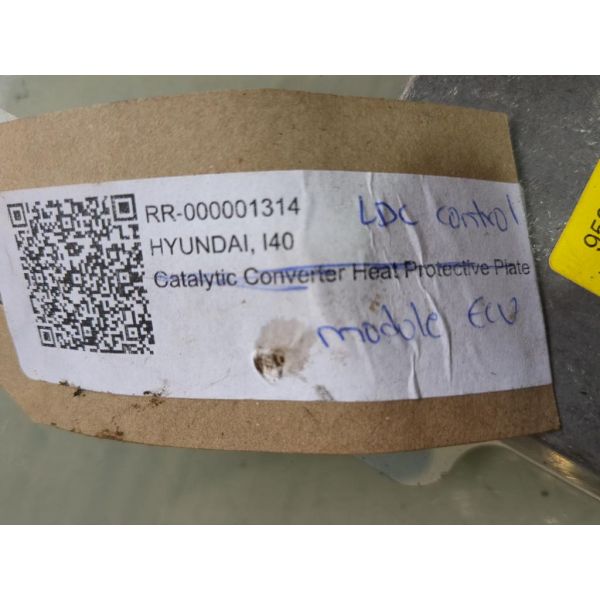 RR-000001314
HYUNDAI, I40
Catalytic Converter Heat Protective Plate
LDC control
module ECU